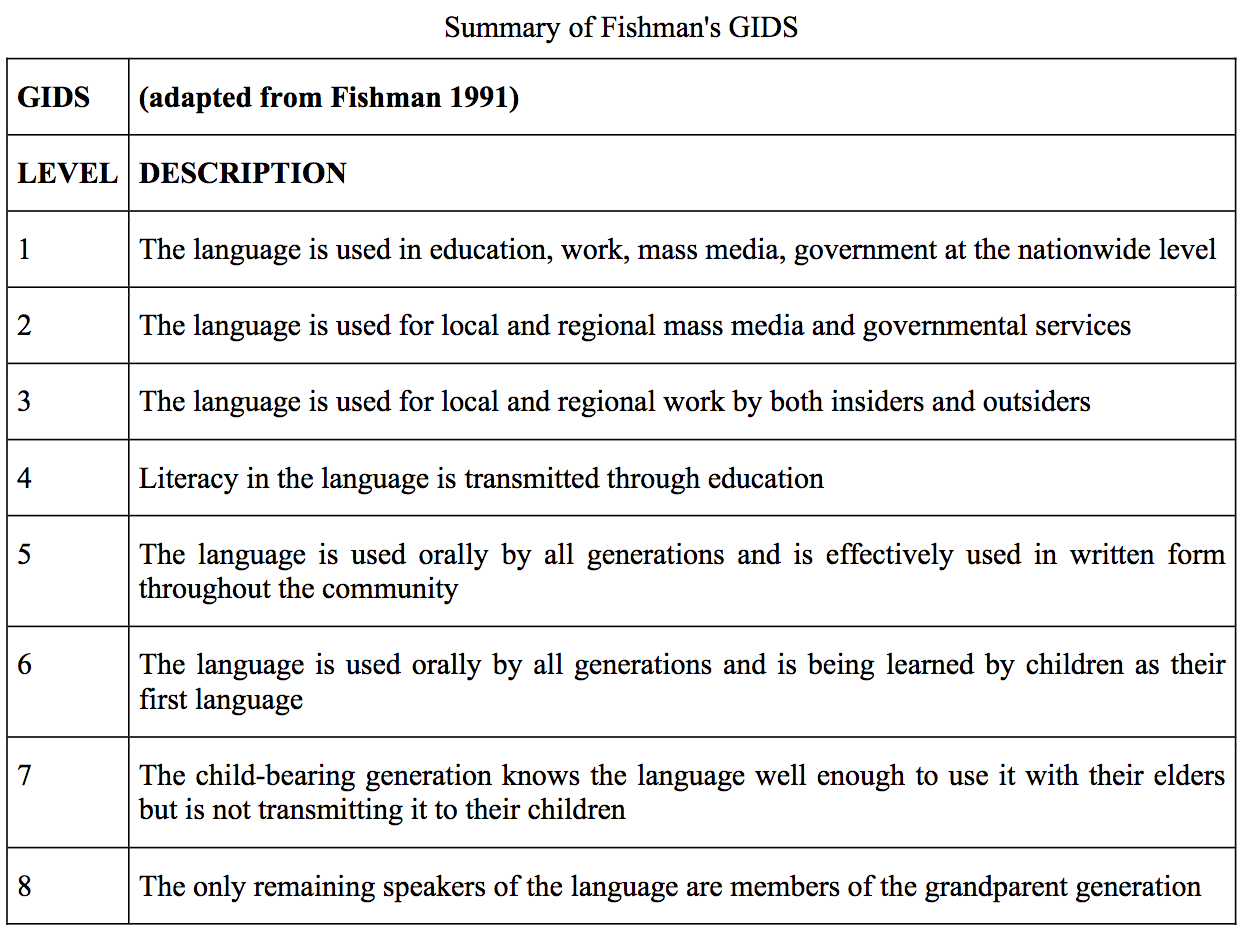 Summary of Fishman's GIDS
GIDS (adapted from Fishman 1991)
LEVEL DESCRIPTION
1 The language is used in education, work, mass media, government at the nationwide level
2 The language is used for local and regional mass media and governmental services
3 The language is used for local and regional work by both insiders and outsiders
4 Literacy in the language is transmitted through education
5 The language is used orally by all generations and is effectively used in written form
throughout the community
6 The language is used orally by all generations and is being learned by children as their
first language
7 The child-bearing generation knows the language well enough to use it with their elders
but is not transmitting it to their children
8 The only remaining speakers of the language are members of the grandparent generation